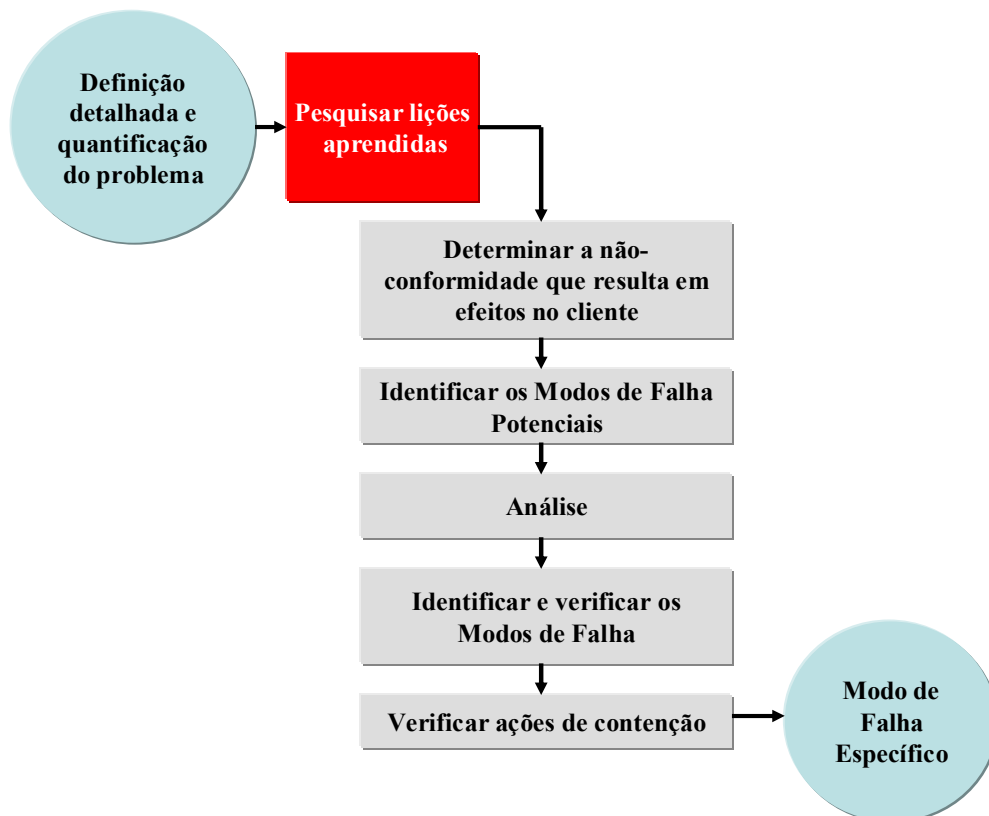 Definição
detalhada e
quantificação
do problema
Pesquisar lições
aprendidas
Determinar a não-
conformidade que resulta em
efeitos no cliente
Identificar os Modos de Falha
Potenciais
Análise
Identificar e verificar os
Modos de Falha
Verificar ações de contenção
Modo de
Falha
Específico